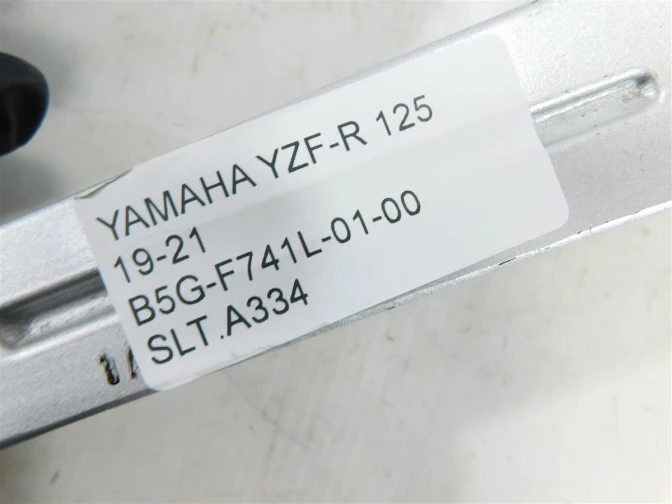 YAMAHA YZF-R 125
19-21
B5G-F741L-01-00
SLT.A334